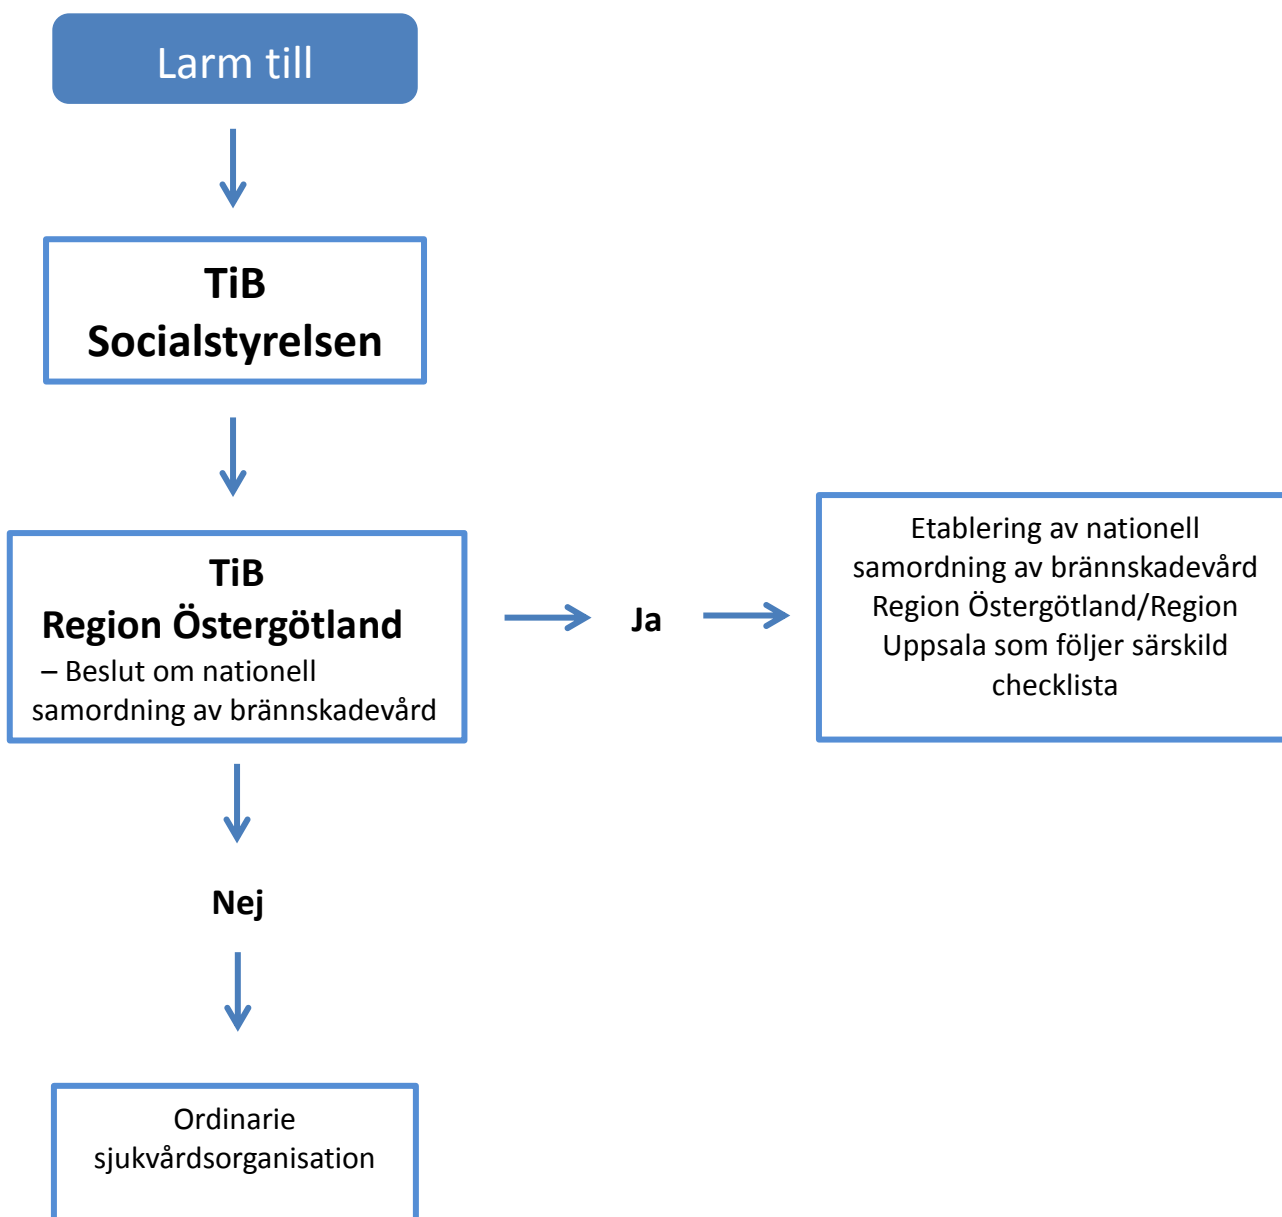 Larm till
TiB
Socialstyrelsen
TiB
Region Östergötland
– Beslut om nationell
samordning av brännskadevård
Ja
Etablering av nationell
samordning av brännskadevård
Region Östergötland/Region
Uppsala som följer särskild
checklista
Nej
Ordinarie
sjukvårdsorganisation